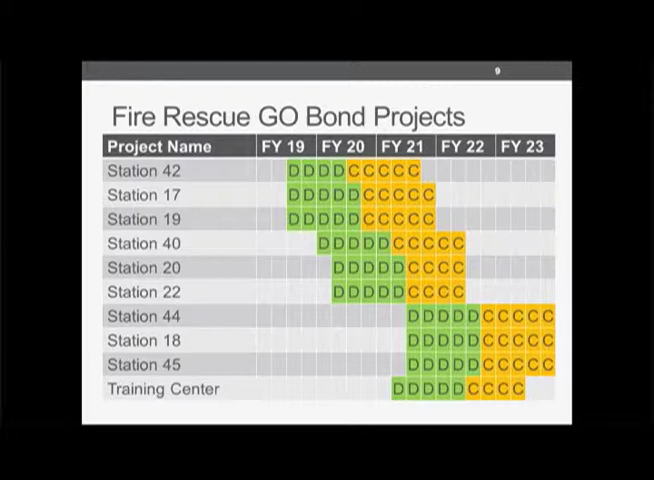 9
Fire Rescue GO Bond Projects
Project Name FY 19 FY 20 FY 21 FY 22 FY 23
Station 42 D D D D C C C C C
Station 17 D D D D D C C C C C
Station 19 D D D D D C C C C C
Station 40 D D D D D C C C C C
Station 20 D D D D D C C C C
Station 22 D D D D D C C C C
Station 44 D D D D D C C C C C
Station 18 D D D D D C C C C C
Station 45 D D D D D C C C C C
Training Center D D D D D C C C C